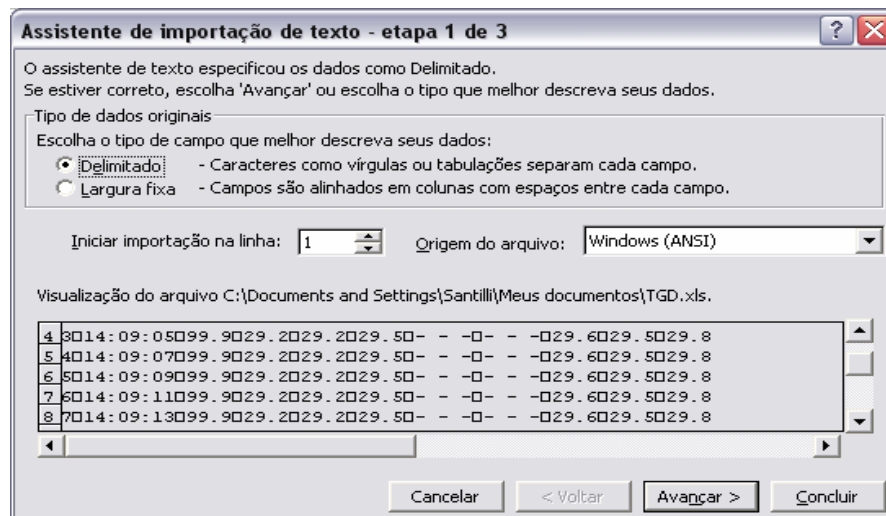 Assistente de importação de texto - etapa 1 de 3
O assistente de texto especificou os dados como Delimitado.
Se estiver correto, escolha 'Avançar' ou escolha o tipo que melhor descreva seus dados.
Tipo de dados originais
Escolha o tipo de campo que melhor descreva seus dados:
Delimitado - Caracteres como vírgulas ou tabulações separam cada campo.
Largura fixa - Campos são alinhados em colunas com espaços entre cada campo.
Iniciar importação na linha: 1 Origem do arquivo: Windows (ANSI)
Visualização do arquivo C:\Documents and Settings\Santilli\Meus documentos\TGD.xls.
4 3□14:09:05□99.9□29.2□29.2□29.5□- - -□- - -□29.6□29.5□29.8
5 4□14:09:07□99.9□29.2□29.2□29.5□- - -□- - -□29.6□29.5□29.8
6 5□14:09:09□99.9□29.2□29.2□29.5□- - -□- - -□29.6□29.5□29.8
7 6□14:09:11□99.9□29.2□29.2□29.5□- - -□- - -□29.6□29.5□29.8
8 7□14:09:13□99.9□29.2□29.2□29.5□- - -□- - -□29.6□29.5□29.8
Cancelar < Voltar Avançar > Concluir